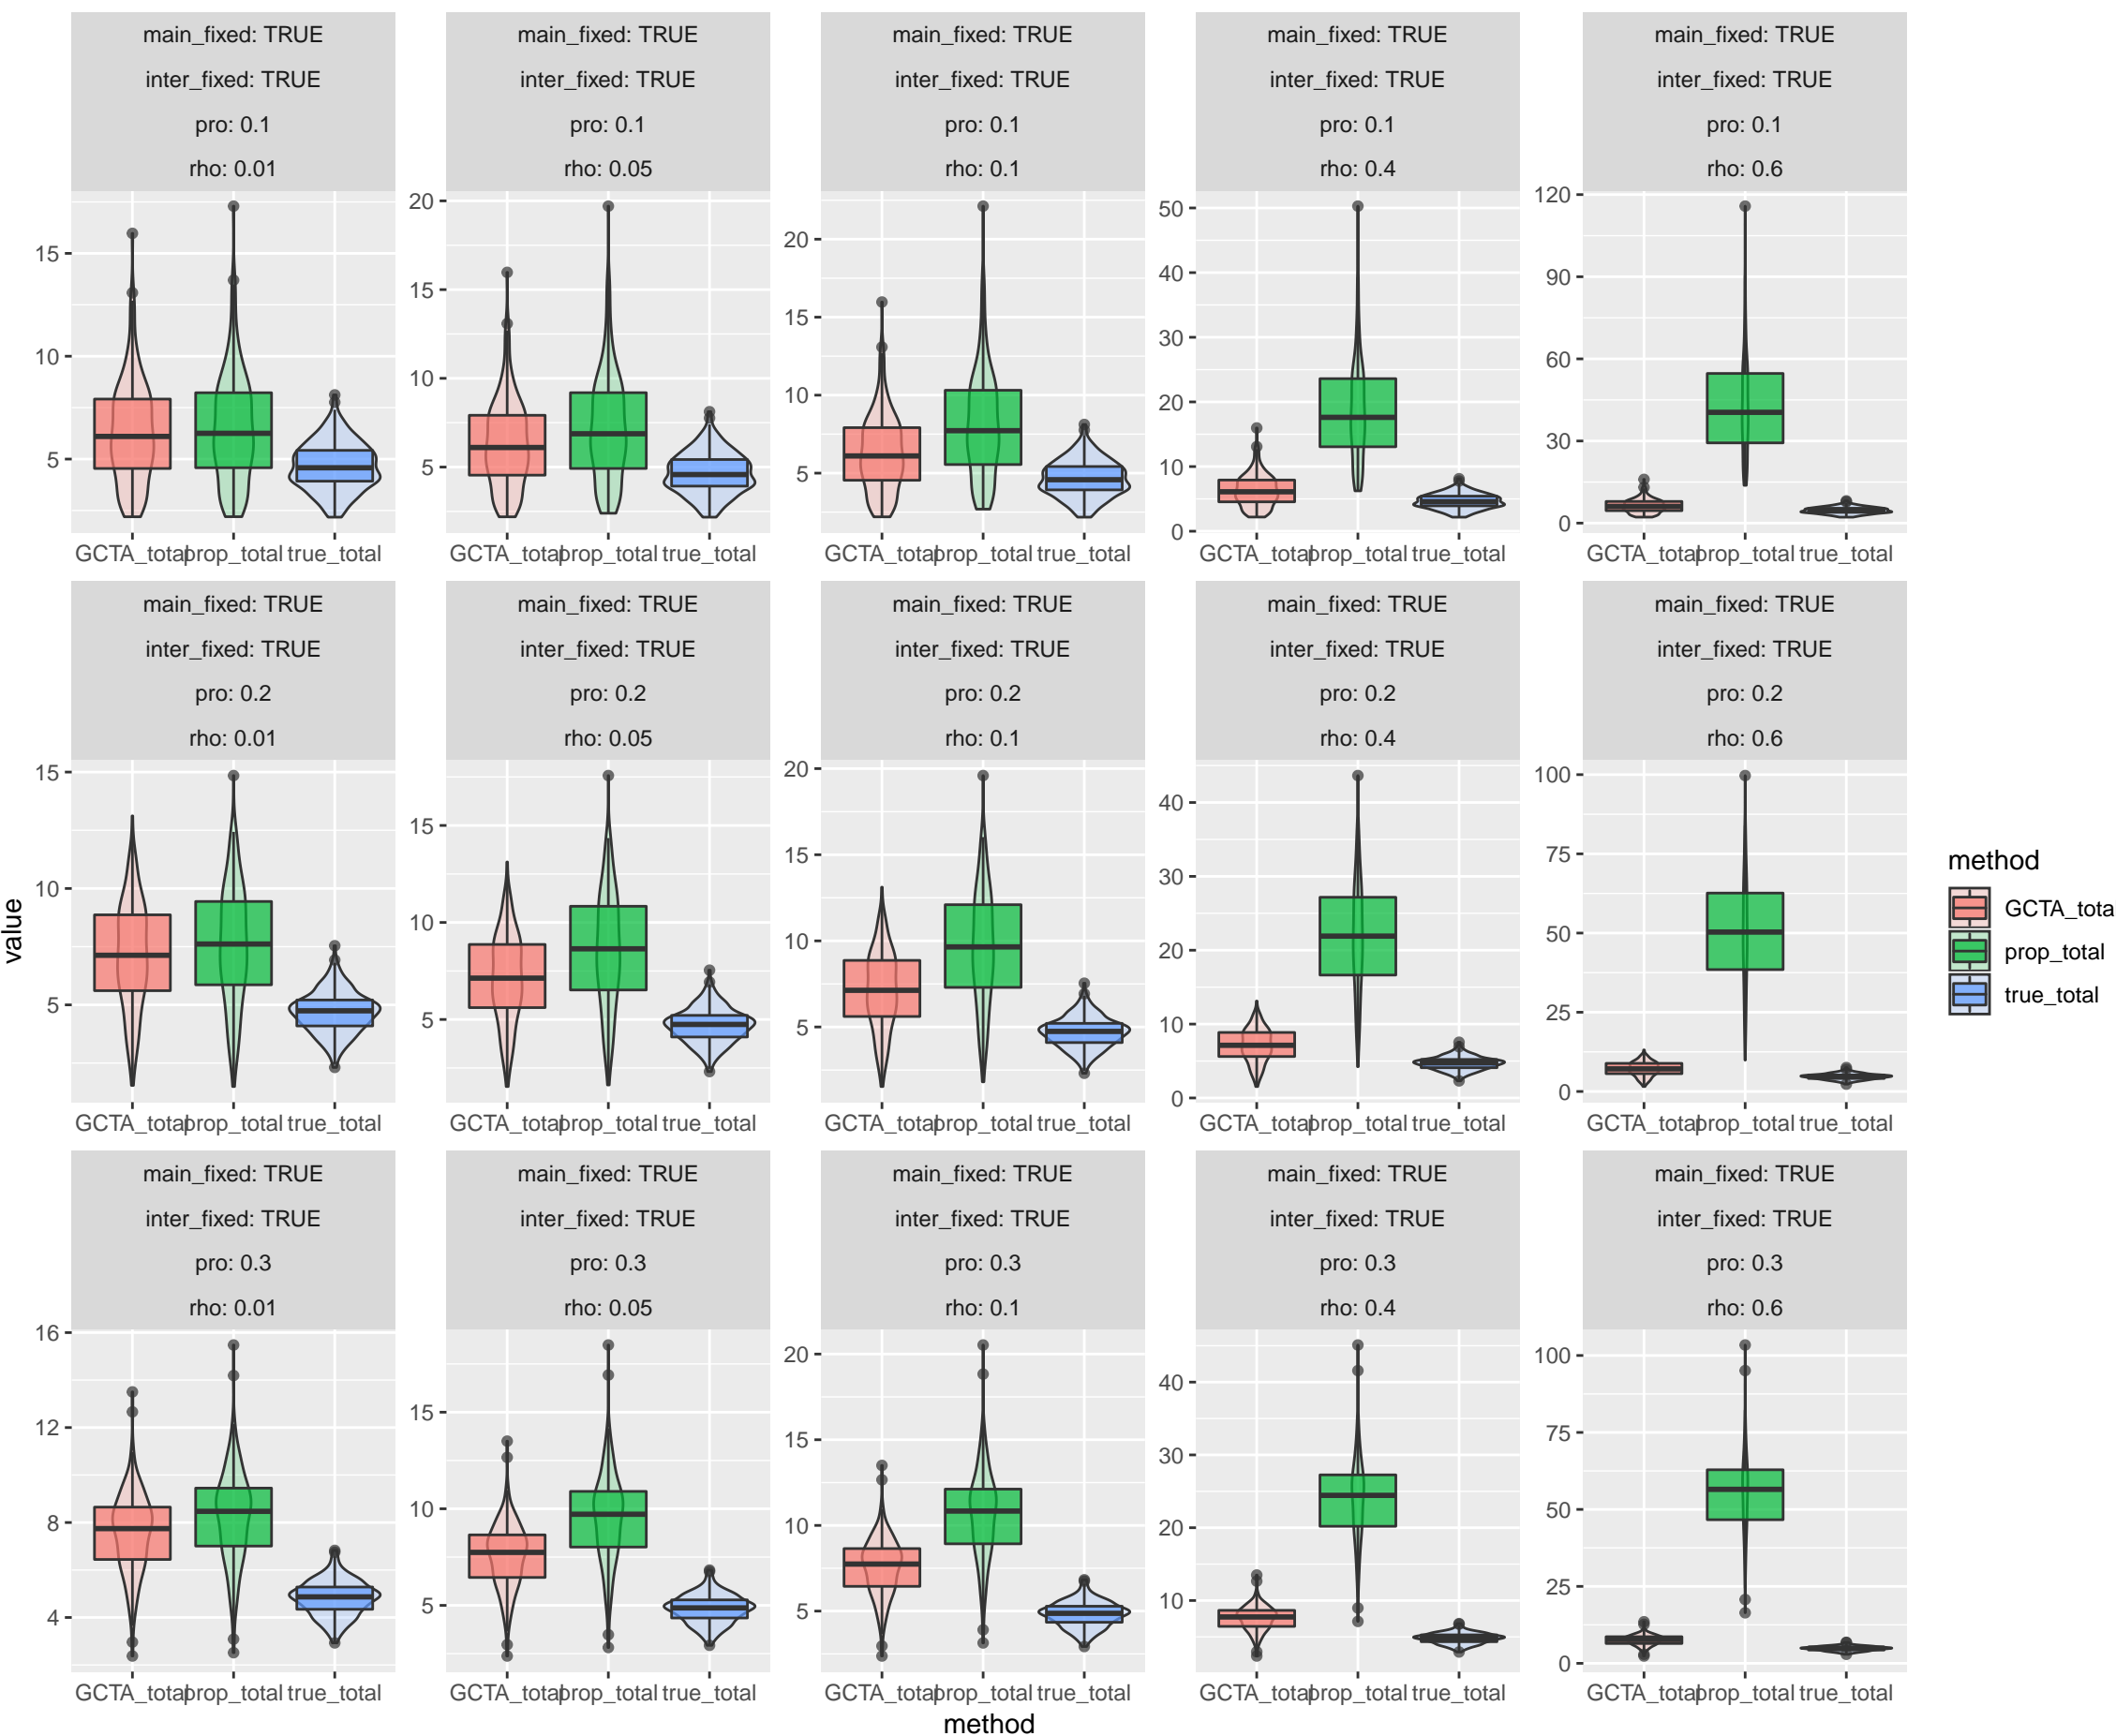 main_fixed: TRUE main_fixed: TRUE main_fixed: TRUE main_fixed: TRUE main_fixed: TRUE
inter_fixed: TRUE inter_fixed: TRUE inter_fixed: TRUE inter_fixed: TRUE inter_fixed: TRUE
pro: 0.1 pro: 0.1 pro: 0.1 pro: 0.1 pro: 0.1
rho: 0.01 rho: 0.05 rho: 0.1 rho: 0.4 rho: 0.6
15
10
5
20
15
10
5
20
15
10
5
50
40
30
20
10
0
120
90
60
30
0
GCTA_total prop_total true_total GCTA_total prop_total true_total GCTA_total prop_total true_total GCTA_total prop_total true_total GCTA_total prop_total true_total
main_fixed: TRUE main_fixed: TRUE main_fixed: TRUE main_fixed: TRUE main_fixed: TRUE
inter_fixed: TRUE inter_fixed: TRUE inter_fixed: TRUE inter_fixed: TRUE inter_fixed: TRUE
pro: 0.2 pro: 0.2 pro: 0.2 pro: 0.2 pro: 0.2
rho: 0.01 rho: 0.05 rho: 0.1 rho: 0.4 rho: 0.6
value
15
10
5
15
10
5
20
15
10
5
40
30
20
10
0
100
75
50
25
0
GCTA_total prop_total true_total GCTA_total prop_total true_total GCTA_total prop_total true_total GCTA_total prop_total true_total GCTA_total prop_total true_total
main_fixed: TRUE main_fixed: TRUE main_fixed: TRUE main_fixed: TRUE main_fixed: TRUE
inter_fixed: TRUE inter_fixed: TRUE inter_fixed: TRUE inter_fixed: TRUE inter_fixed: TRUE
pro: 0.3 pro: 0.3 pro: 0.3 pro: 0.3 pro: 0.3
rho: 0.01 rho: 0.05 rho: 0.1 rho: 0.4 rho: 0.6
16
12
8
4
15
10
5
20
15
10
5
40
30
20
10
100
75
50
25
0
GCTA_total prop_total true_total GCTA_total prop_total true_total GCTA_total prop_total true_total GCTA_total prop_total true_total GCTA_total prop_total true_total
method
method
GCTA_tota
prop_total
true_total